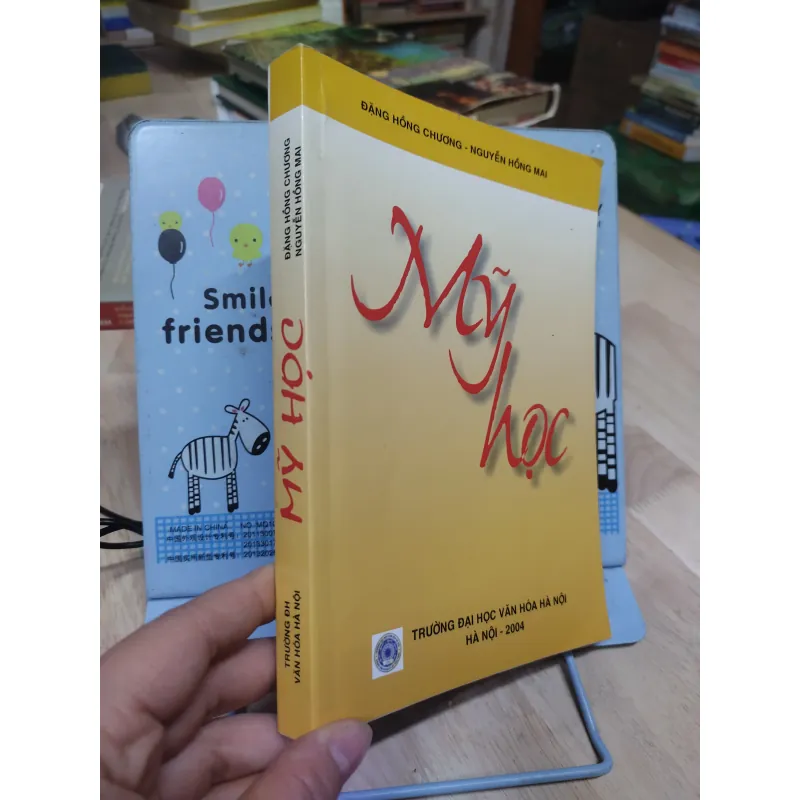 ĐẶNG HỒNG CHƯƠNG - NGUYỄN HỒNG MAI
Mỹ
học
TRƯỜNG ĐẠI HỌC VĂN HÓA HÀ NỘI
HÀ NỘI - 2004
ĐẶNG HỒNG CHƯƠNG
NGUYỄN HỒNG MAI
MỸ HỌC
TRƯỜNG ĐH
VĂN HÓA HÀ NỘI
Smile
friends
MADE IN CHINA